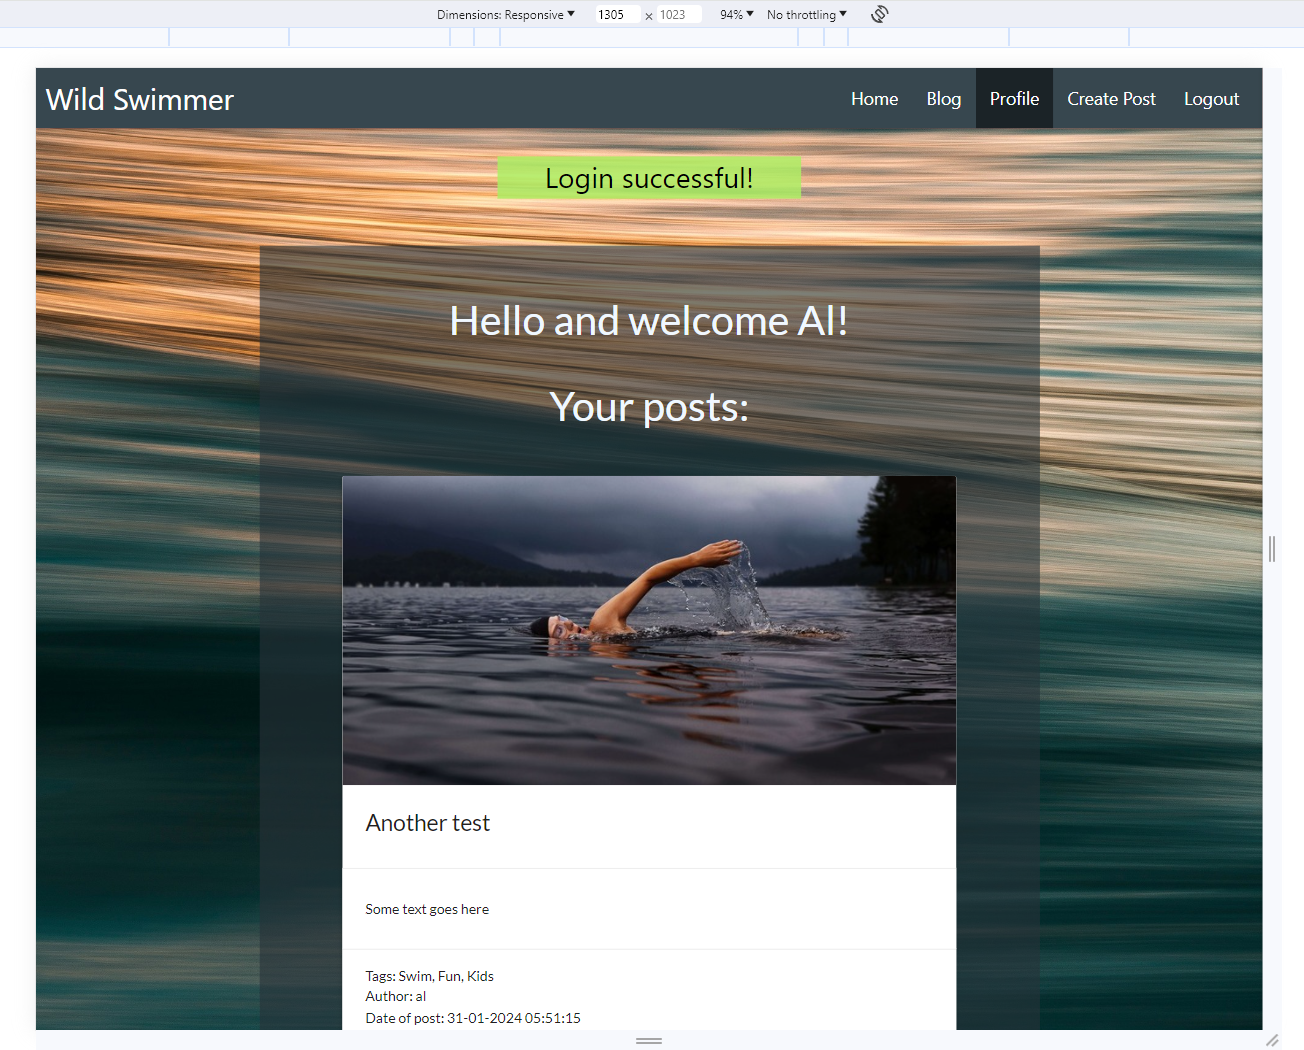 Dimensions: Responsive 1305 × 1023 94% No throttling
Wild Swimmer Home Blog Profile Create Post Logout
Login successful!
Hello and welcome Al!
Your posts:
Another test
Some text goes here
Tags: Swim, Fun, Kids
Author: al
Date of post: 31-01-2024 05:51:15